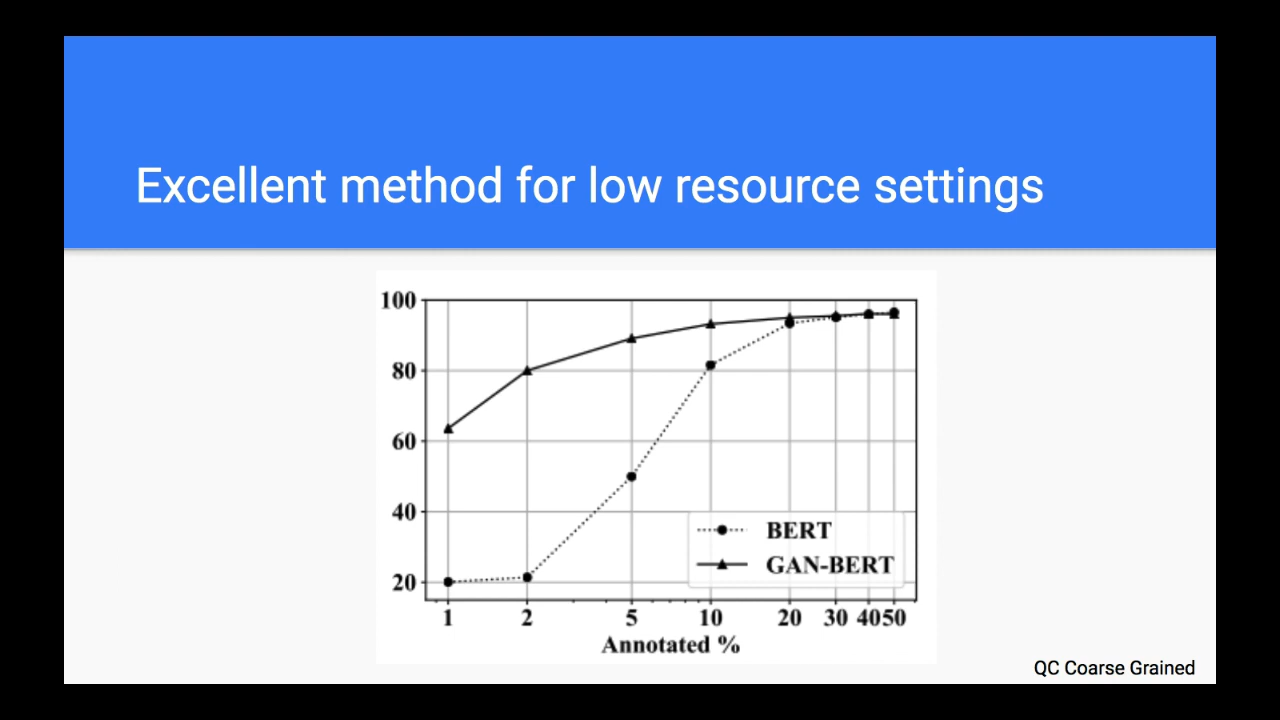 Excellent method for low resource settings
100
80
60
40
20
BERT
GAN-BERT
1 2 5 10 20 30 40 50
Annotated %
QC Coarse Grained